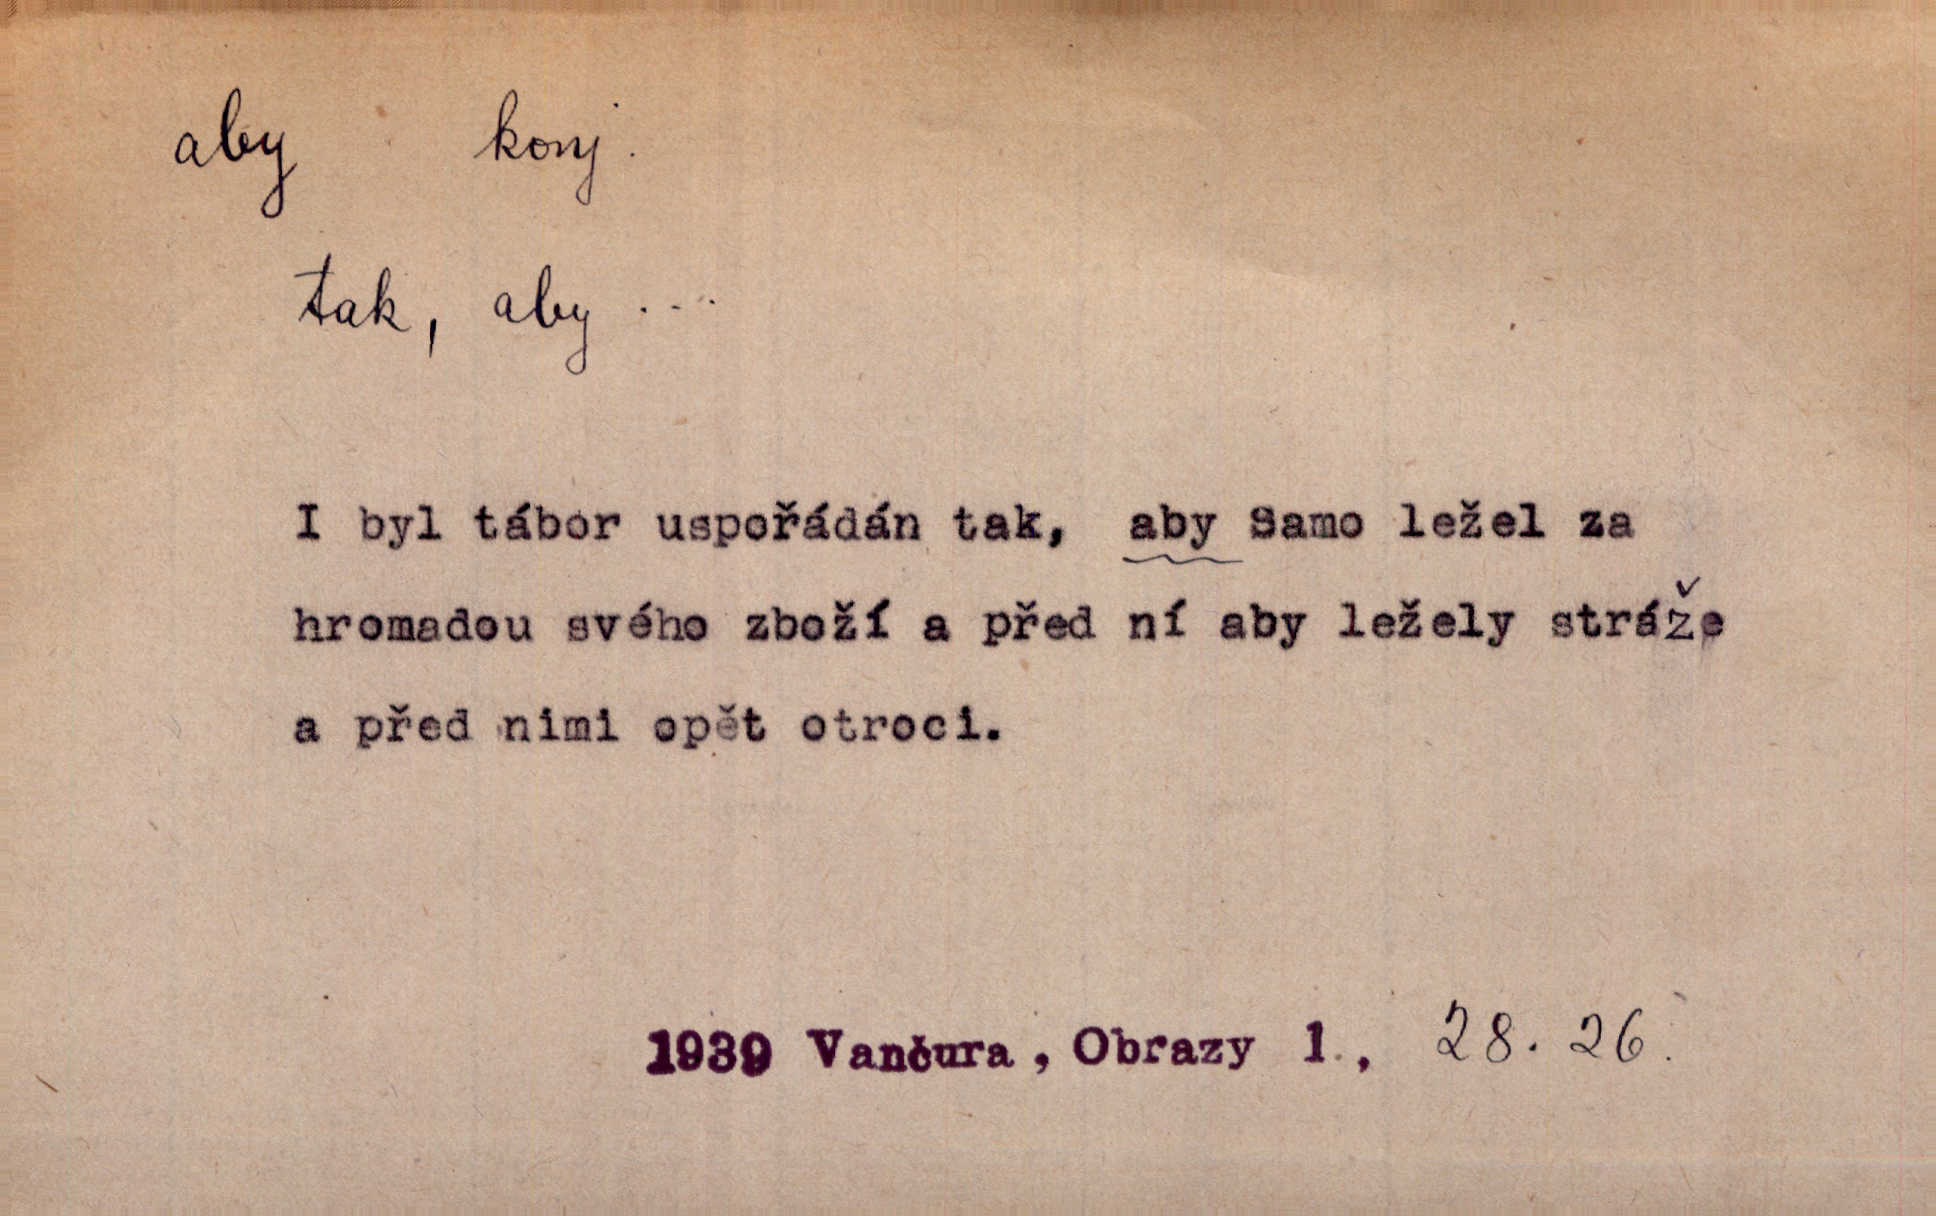 aby konj.
tak, aby ...
I byl tábor uspořádán tak, aby Samo ležel za
hromadou svého zboží a před ní aby ležely stráže
a před nimi opět otroci.
1939 Vančura, Obrazy 1., 28. 26.